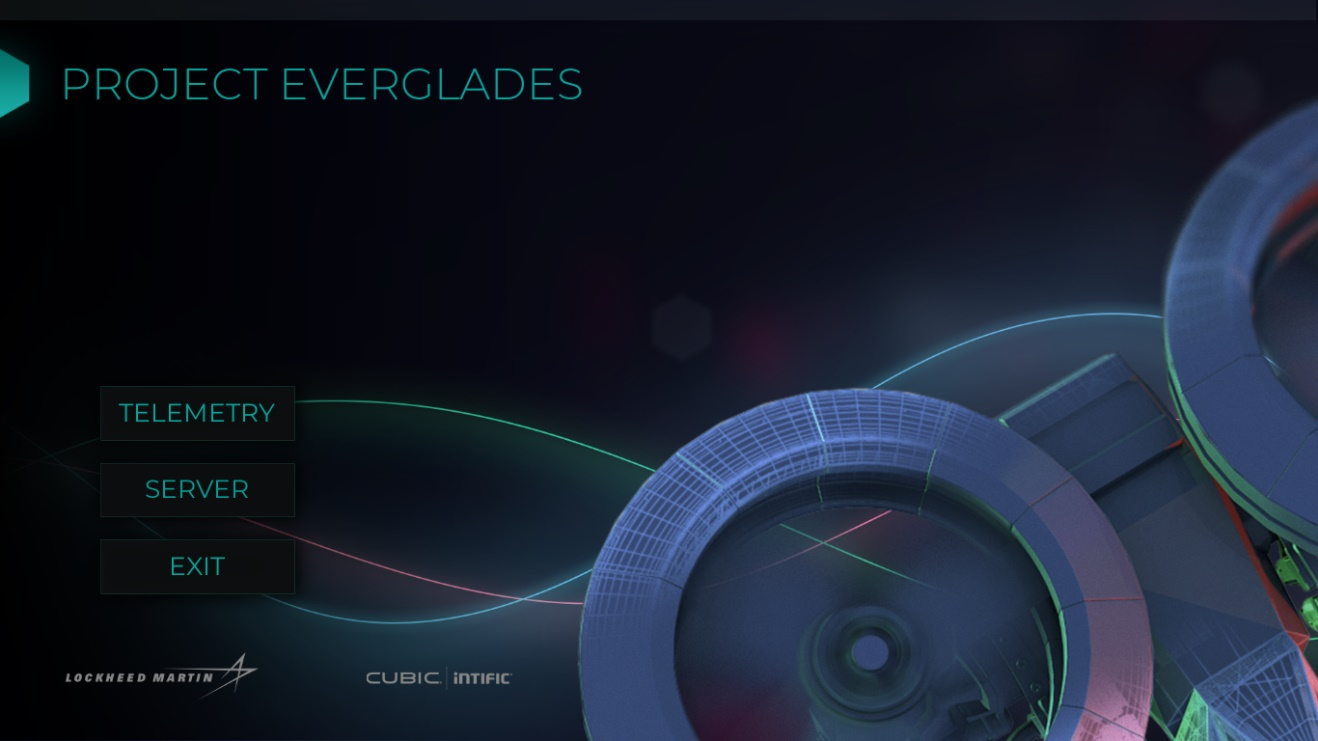 PROJECT EVERGLADES
TELEMETRY
SERVER
EXIT
LOCKHEED MARTIN
CUBIC | iNTIFIC